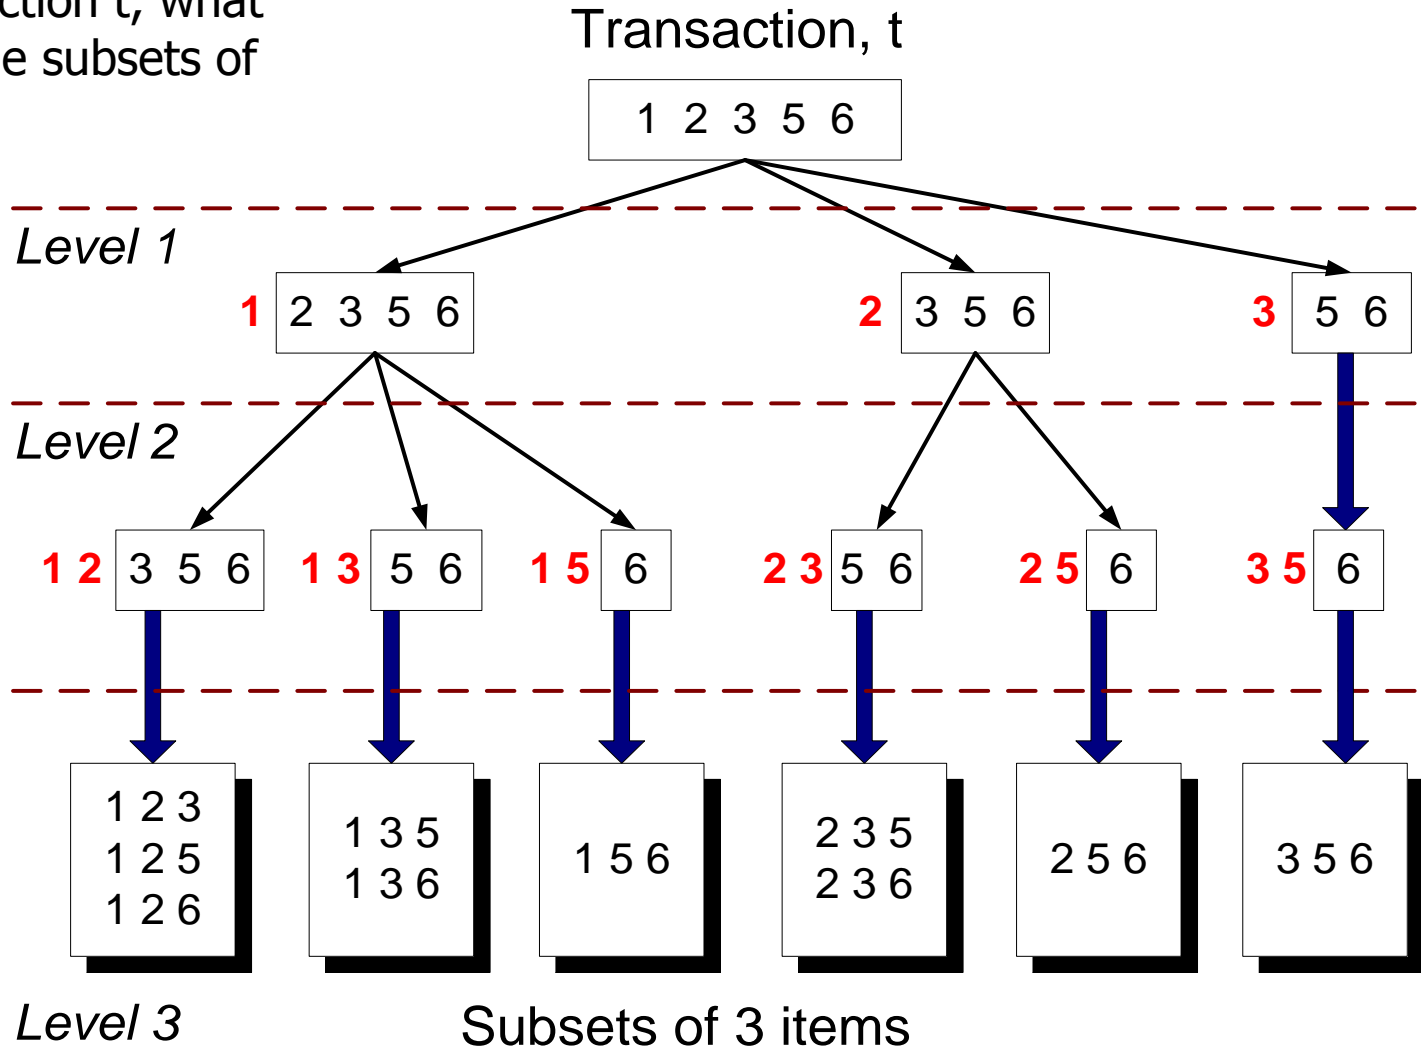 ction t, what
e subsets of
Transaction, t
1 2 3 5 6
Level 1
1 2 3 5 6
2 3 5 6
3 5 6
Level 2
1 2 3 5 6
1 3 5 6
1 5 6
2 3 5 6
2 5 6
3 5 6
1 2 3
1 2 5
1 2 6
1 3 5
1 3 6
1 5 6
2 3 5
2 3 6
2 5 6
3 5 6
Level 3
Subsets of 3 items